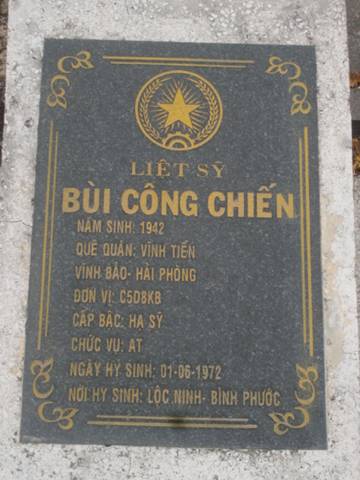 LIỆT SỸ
BÙI CÔNG CHIẾN
NĂM SINH: 1942
QUÊ QUÁN: VĨNH TIẾN
VĨNH BẢO- HẢI PHÒNG
ĐƠN VỊ: C5D8KB
CẤP BẬC: HẠ SỸ
CHỨC VỤ: AT
NGÀY HY SINH: 01-06-1972
NƠI HY SINH: LỘC NINH- BÌNH PHƯỚC